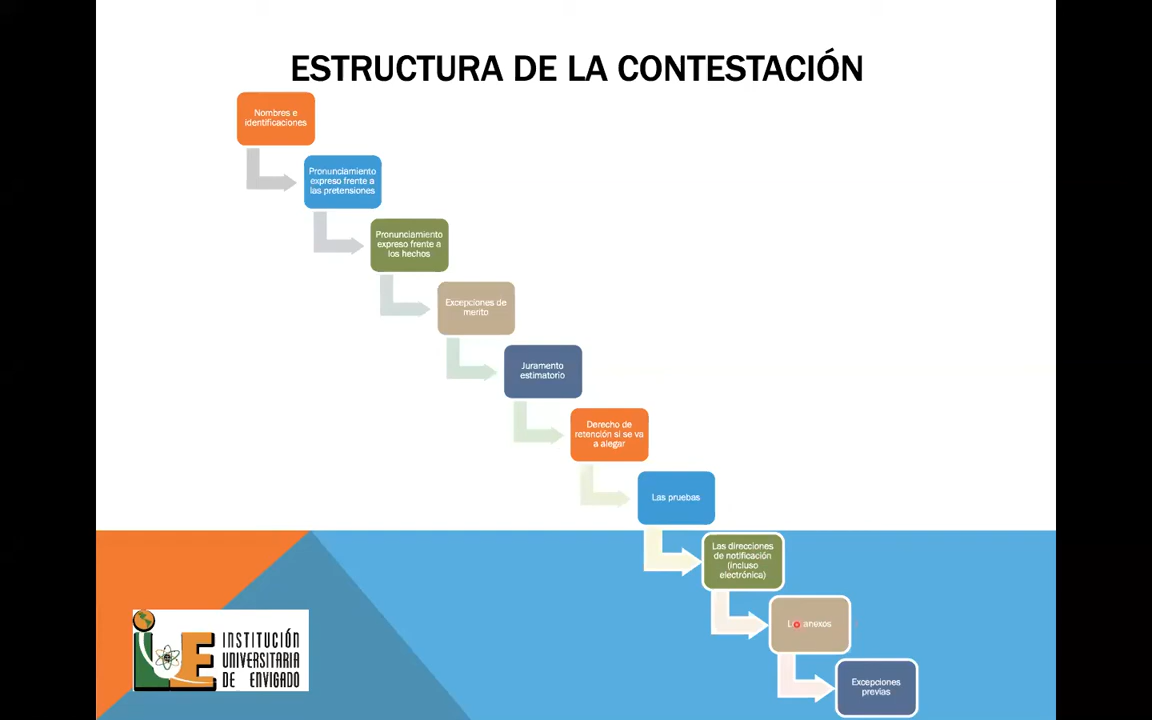 ESTRUCTURA DE LA CONTESTACIÓN
Nombres e
identificaciones
Pronunciamiento
expreso frente a
las pretensiones
Pronunciamiento
expreso frente a
los hechos
Excepciones de
merito
Juramento
estimatorio
Derecho de
retención si se va
a alegar
Las pruebas
Las direcciones
de notificación
(incluso
electrónica)
Los anexos
Excepciones
previas
INSTITUCIÓN
UNIVERSITARIA
DE ENVIGADO